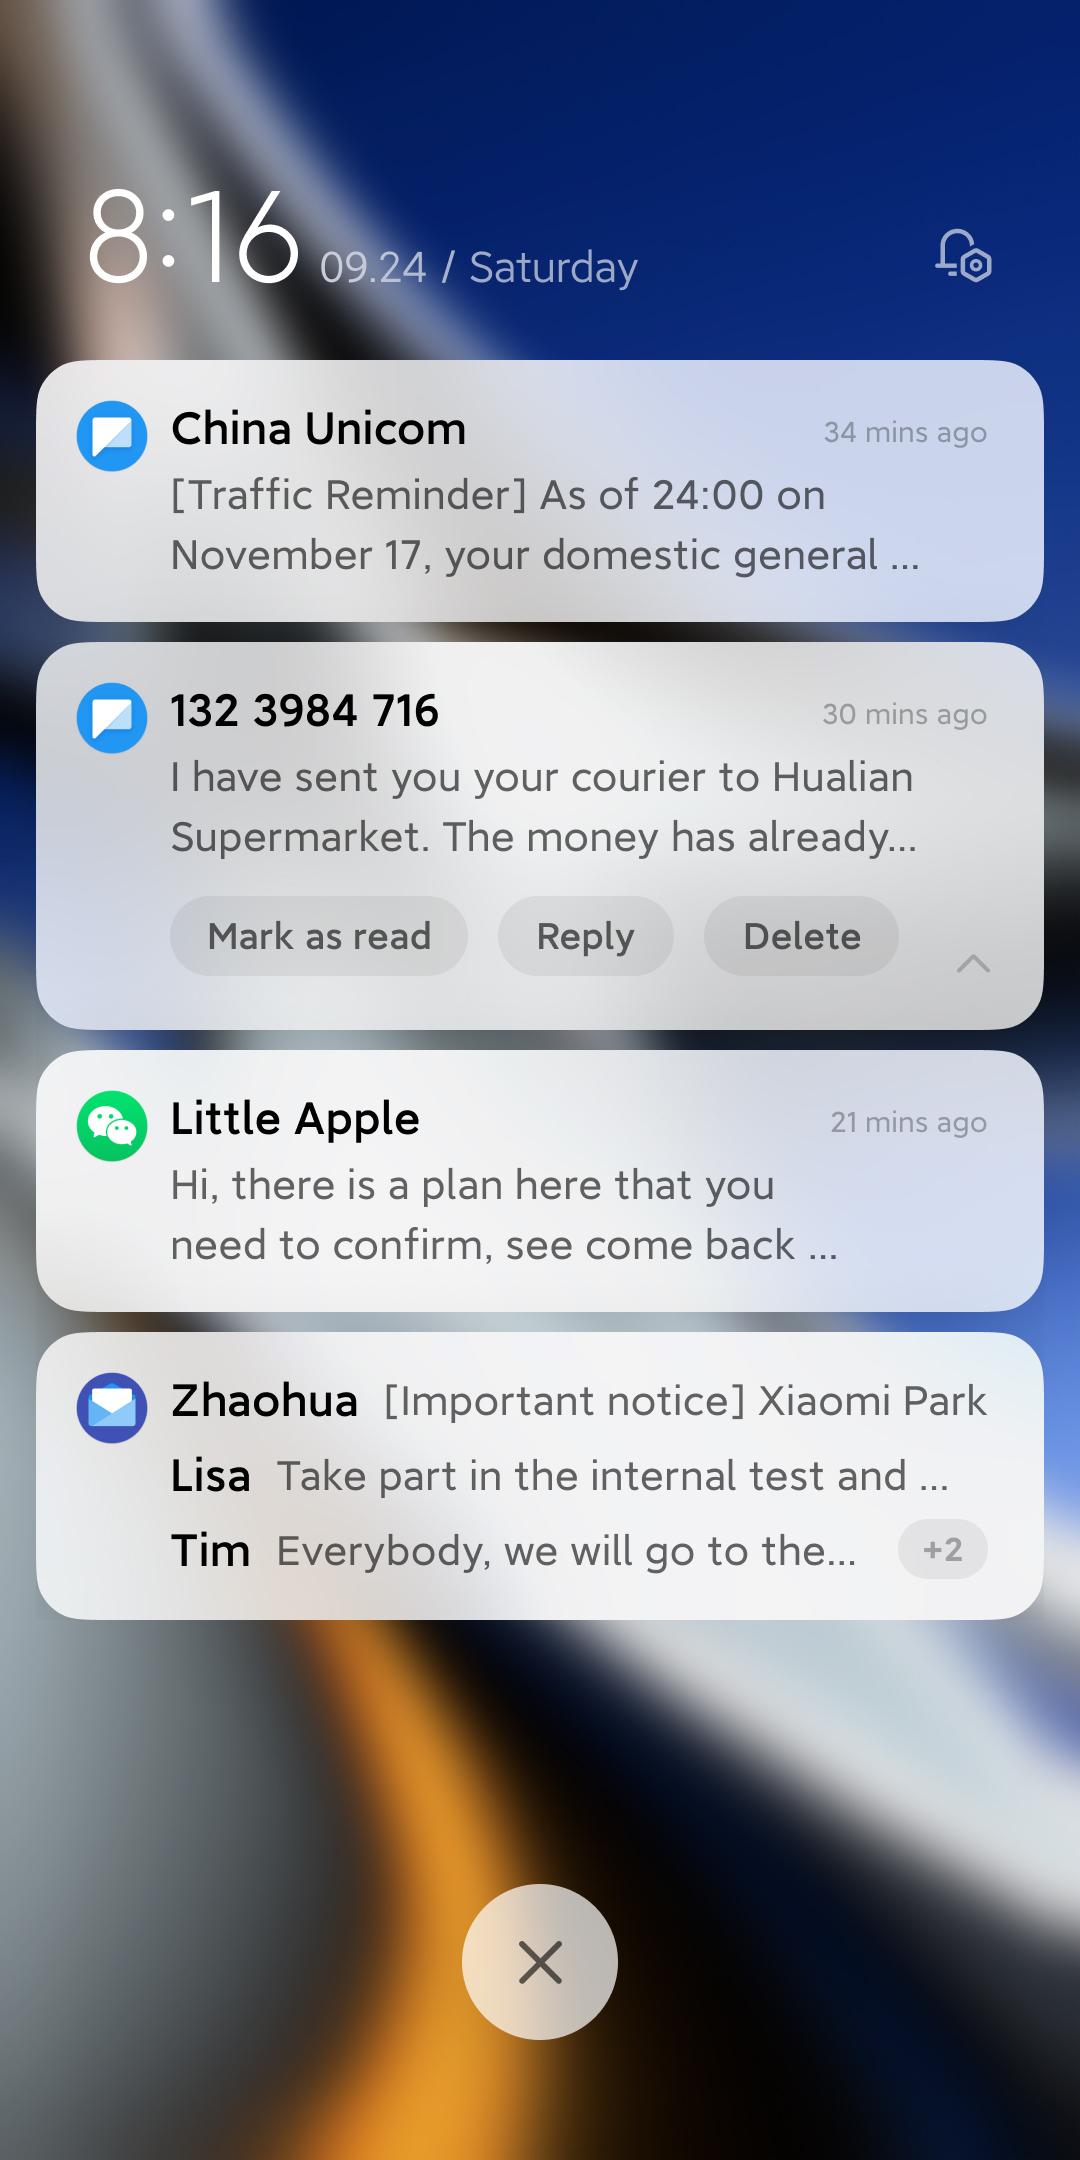 8:16 09.24 / Saturday
China Unicom 34 mins ago
[Traffic Reminder] As of 24:00 on
November 17, your domestic general ...
132 3984 716 30 mins ago
I have sent you your courier to Hualian
Supermarket. The money has already...
Mark as read Reply Delete
Little Apple 21 mins ago
Hi, there is a plan here that you
need to confirm, see come back ...
Zhaohua [Important notice] Xiaomi Park
Lisa Take part in the internal test and ...
Tim Everybody, we will go to the... +2